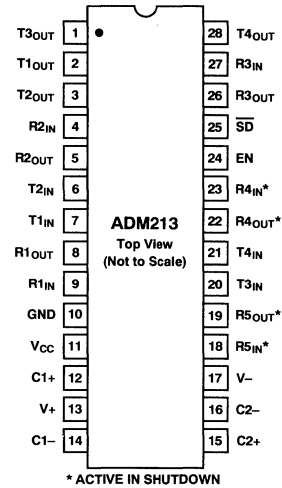 T3OUT 1 28 T4OUT
T1OUT 2 27 R3IN
T2OUT 3 26 R3OUT
R2IN 4 25 S̅D̅
R2OUT 5 24 EN
T2IN 6 23 R4IN*
T1IN 7 22 R4OUT*
R1OUT 8 21 T4IN
R1IN 9 20 T3IN
GND 10 19 R5OUT*
VCC 11 18 R5IN*
C1+ 12 17 V–
V+ 13 16 C2–
C1– 14 15 C2+
ADM213
Top View
(Not to Scale)
* ACTIVE IN SHUTDOWN